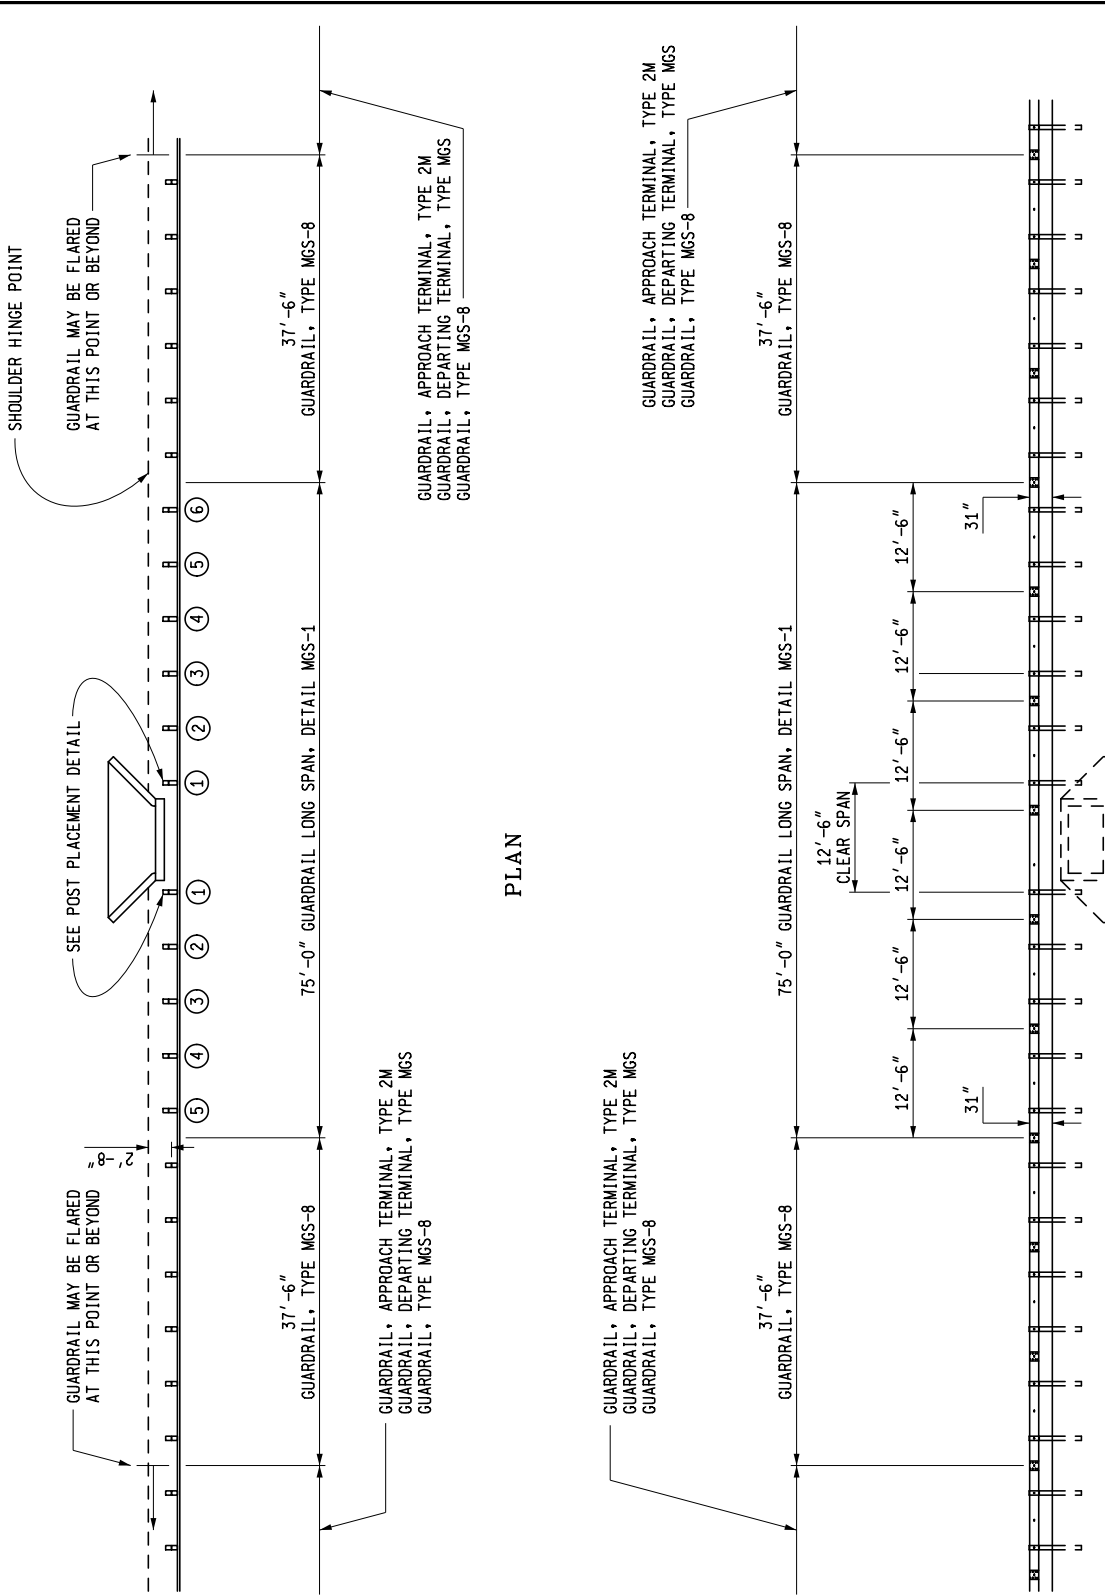 SHOULDER HINGE POINT
GUARDRAIL MAY BE FLARED
AT THIS POINT OR BEYOND
SEE POST PLACEMENT DETAIL
GUARDRAIL MAY BE FLARED
AT THIS POINT OR BEYOND
2'-8"
5
4
3
2
1
1
2
3
4
5
6
37'-6"
GUARDRAIL, TYPE MGS-8
75'-0" GUARDRAIL LONG SPAN, DETAIL MGS-1
37'-6"
GUARDRAIL, TYPE MGS-8
GUARDRAIL, APPROACH TERMINAL, TYPE 2M
GUARDRAIL, DEPARTING TERMINAL, TYPE MGS
GUARDRAIL, TYPE MGS-8
GUARDRAIL, APPROACH TERMINAL, TYPE 2M
GUARDRAIL, DEPARTING TERMINAL, TYPE MGS
GUARDRAIL, TYPE MGS-8
PLAN
GUARDRAIL, APPROACH TERMINAL, TYPE 2M
GUARDRAIL, DEPARTING TERMINAL, TYPE MGS
GUARDRAIL, TYPE MGS-8
GUARDRAIL, APPROACH TERMINAL, TYPE 2M
GUARDRAIL, DEPARTING TERMINAL, TYPE MGS
GUARDRAIL, TYPE MGS-8
37'-6"
GUARDRAIL, TYPE MGS-8
75'-0" GUARDRAIL LONG SPAN, DETAIL MGS-1
37'-6"
GUARDRAIL, TYPE MGS-8
12'-6"
CLEAR SPAN
12'-6"
12'-6"
12'-6"
12'-6"
12'-6"
12'-6"
31"
31"